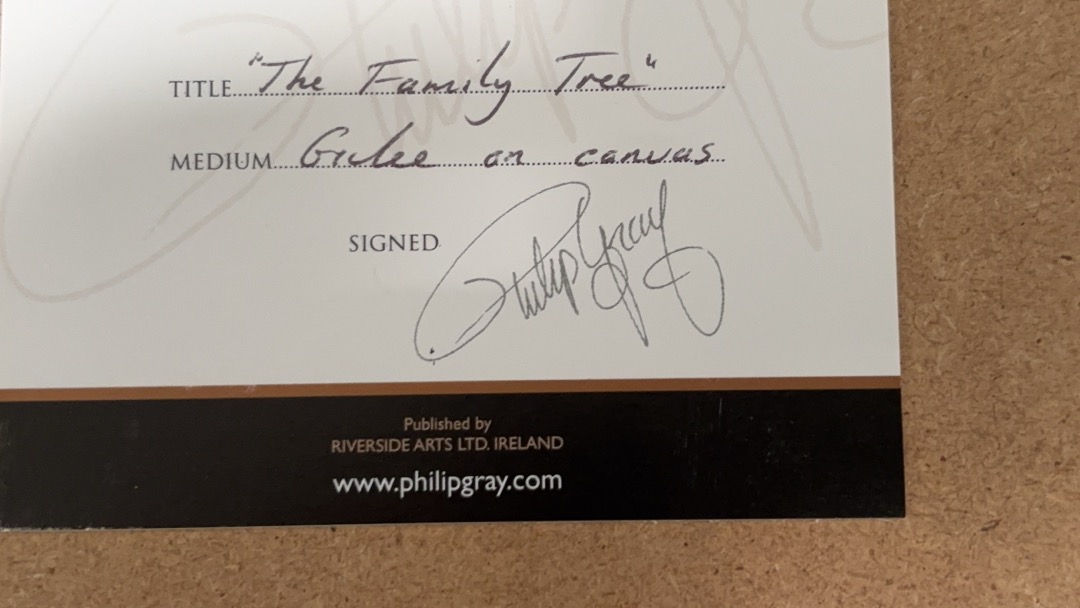 TITLE "The Family Tree"
MEDIUM Giclee on canvas
SIGNED Philip Gray
Published by
RIVERSIDE ARTS LTD. IRELAND
www.philipgray.com